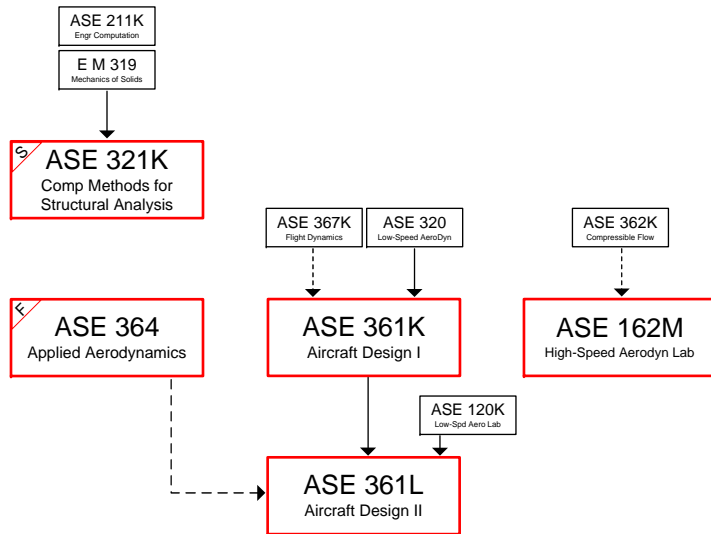 ASE 211K
Engr Computation
E M 319
Mechanics of Solids
S
ASE 321K
Comp Methods for
Structural Analysis
ASE 367K
Flight Dynamics
ASE 320
Low-Speed AeroDyn
ASE 362K
Compressible Flow
F
ASE 364
Applied Aerodynamics
ASE 361K
Aircraft Design I
ASE 162M
High-Speed Aerodyn Lab
ASE 120K
Low-Spd Aero Lab
ASE 361L
Aircraft Design II